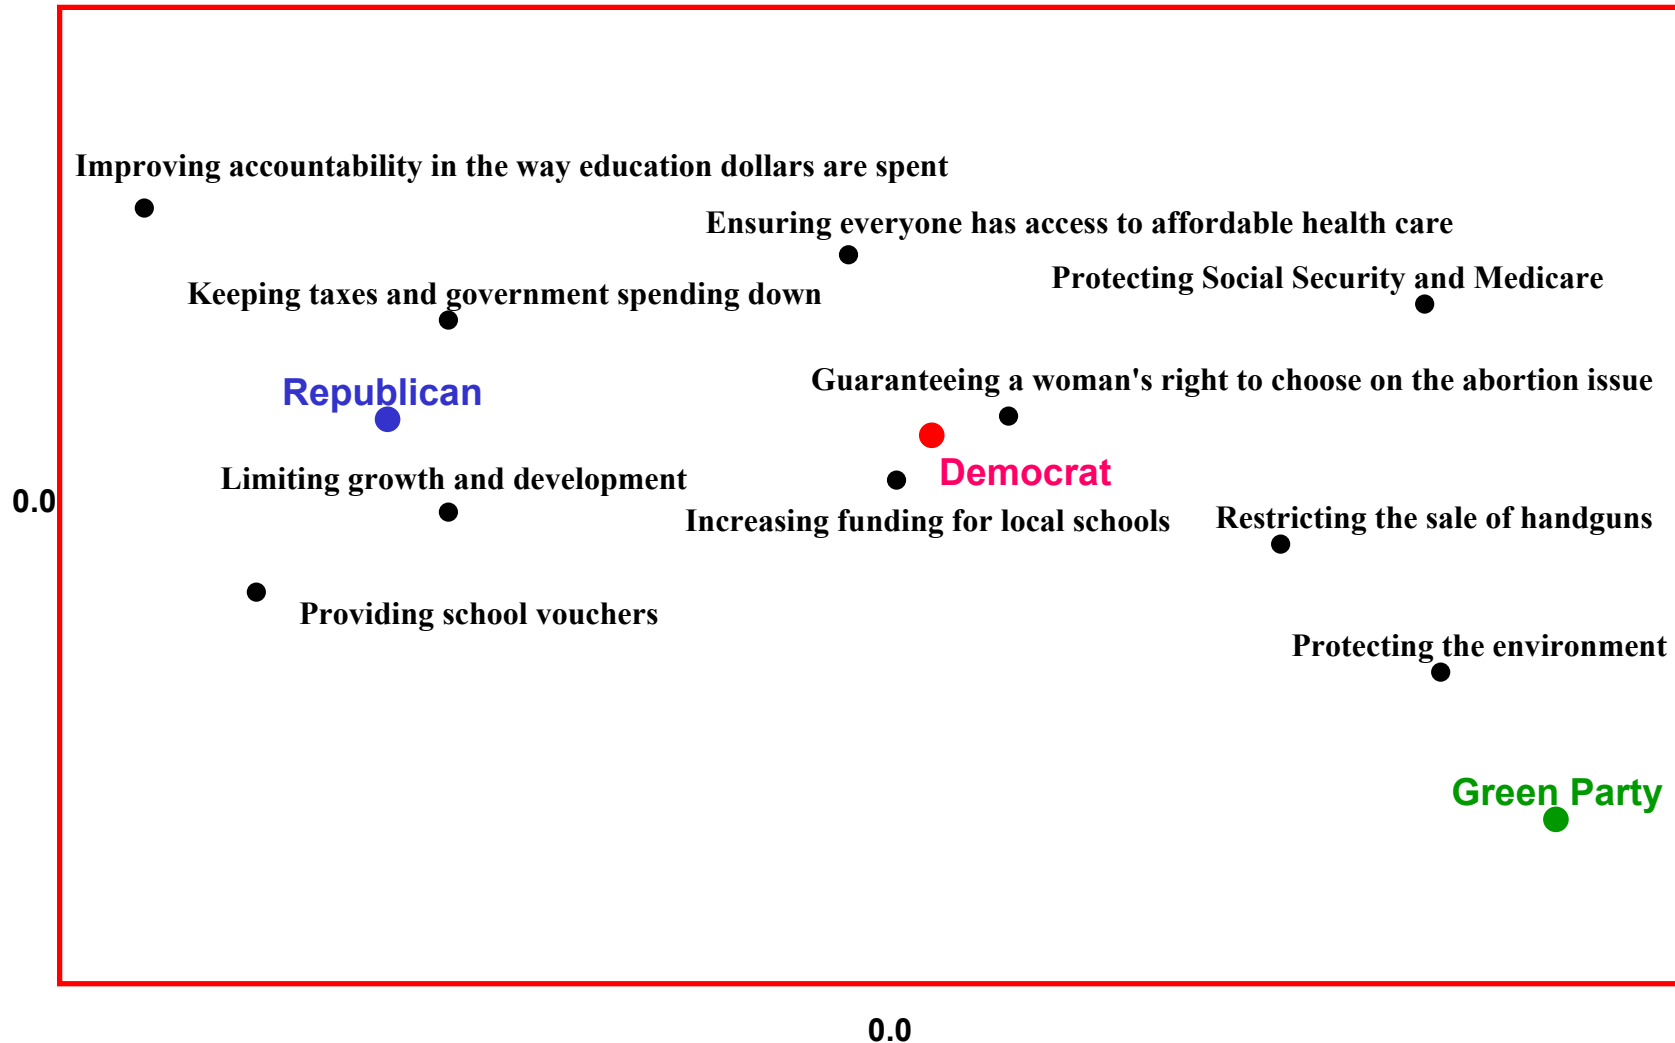 Improving accountability in the way education dollars are spent
Ensuring everyone has access to affordable health care
Protecting Social Security and Medicare
Keeping taxes and government spending down
Guaranteeing a woman's right to choose on the abortion issue
Republican
Democrat
Limiting growth and development
0.0
Increasing funding for local schools
Restricting the sale of handguns
Providing school vouchers
Protecting the environment
Green Party
0.0